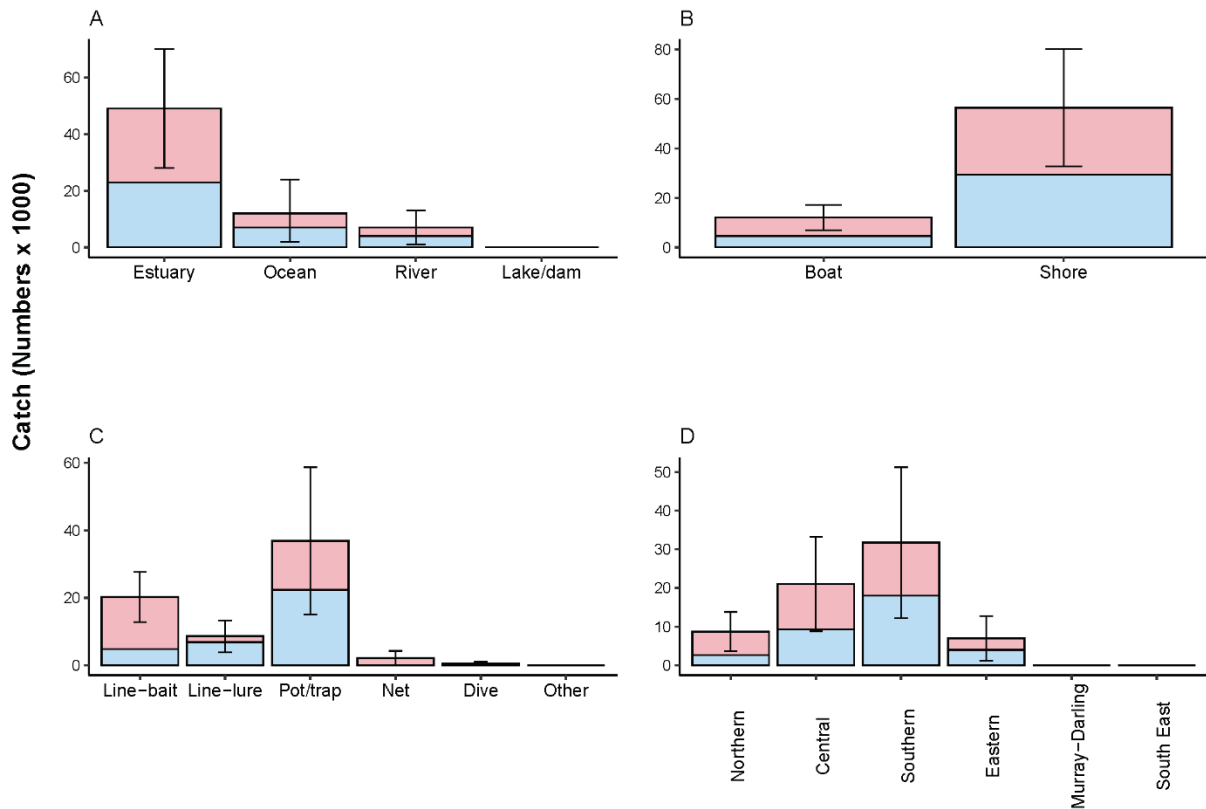 A
60
40
20
0
Estuary
Ocean
River
Lake/dam
B
80
60
40
20
0
Boat
Shore
Catch (Numbers x 1000)
C
60
40
20
0
Line−bait
Line−lure
Pot/trap
Net
Dive
Other
D
50
40
30
20
10
0
Northern
Central
Southern
Eastern
Murray−Darling
South East